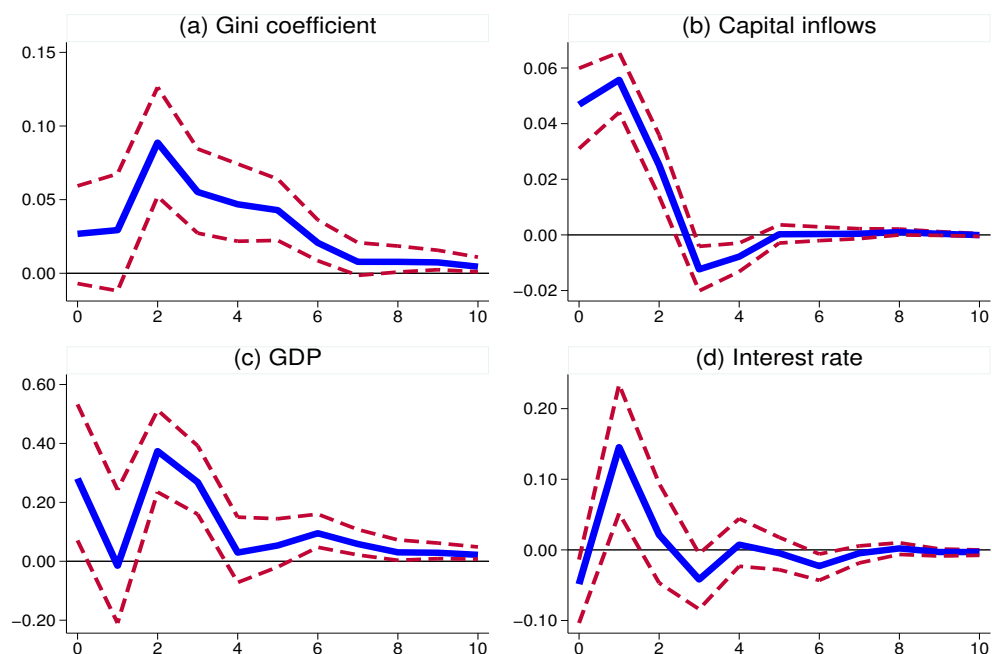 (a) Gini coefficient
0.15
0.10
0.05
0.00
0 2 4 6 8 10
(b) Capital inflows
0.06
0.04
0.02
0.00
−0.02
0 2 4 6 8 10
(c) GDP
0.60
0.40
0.20
0.00
−0.20
0 2 4 6 8 10
(d) Interest rate
0.20
0.10
0.00
−0.10
0 2 4 6 8 10